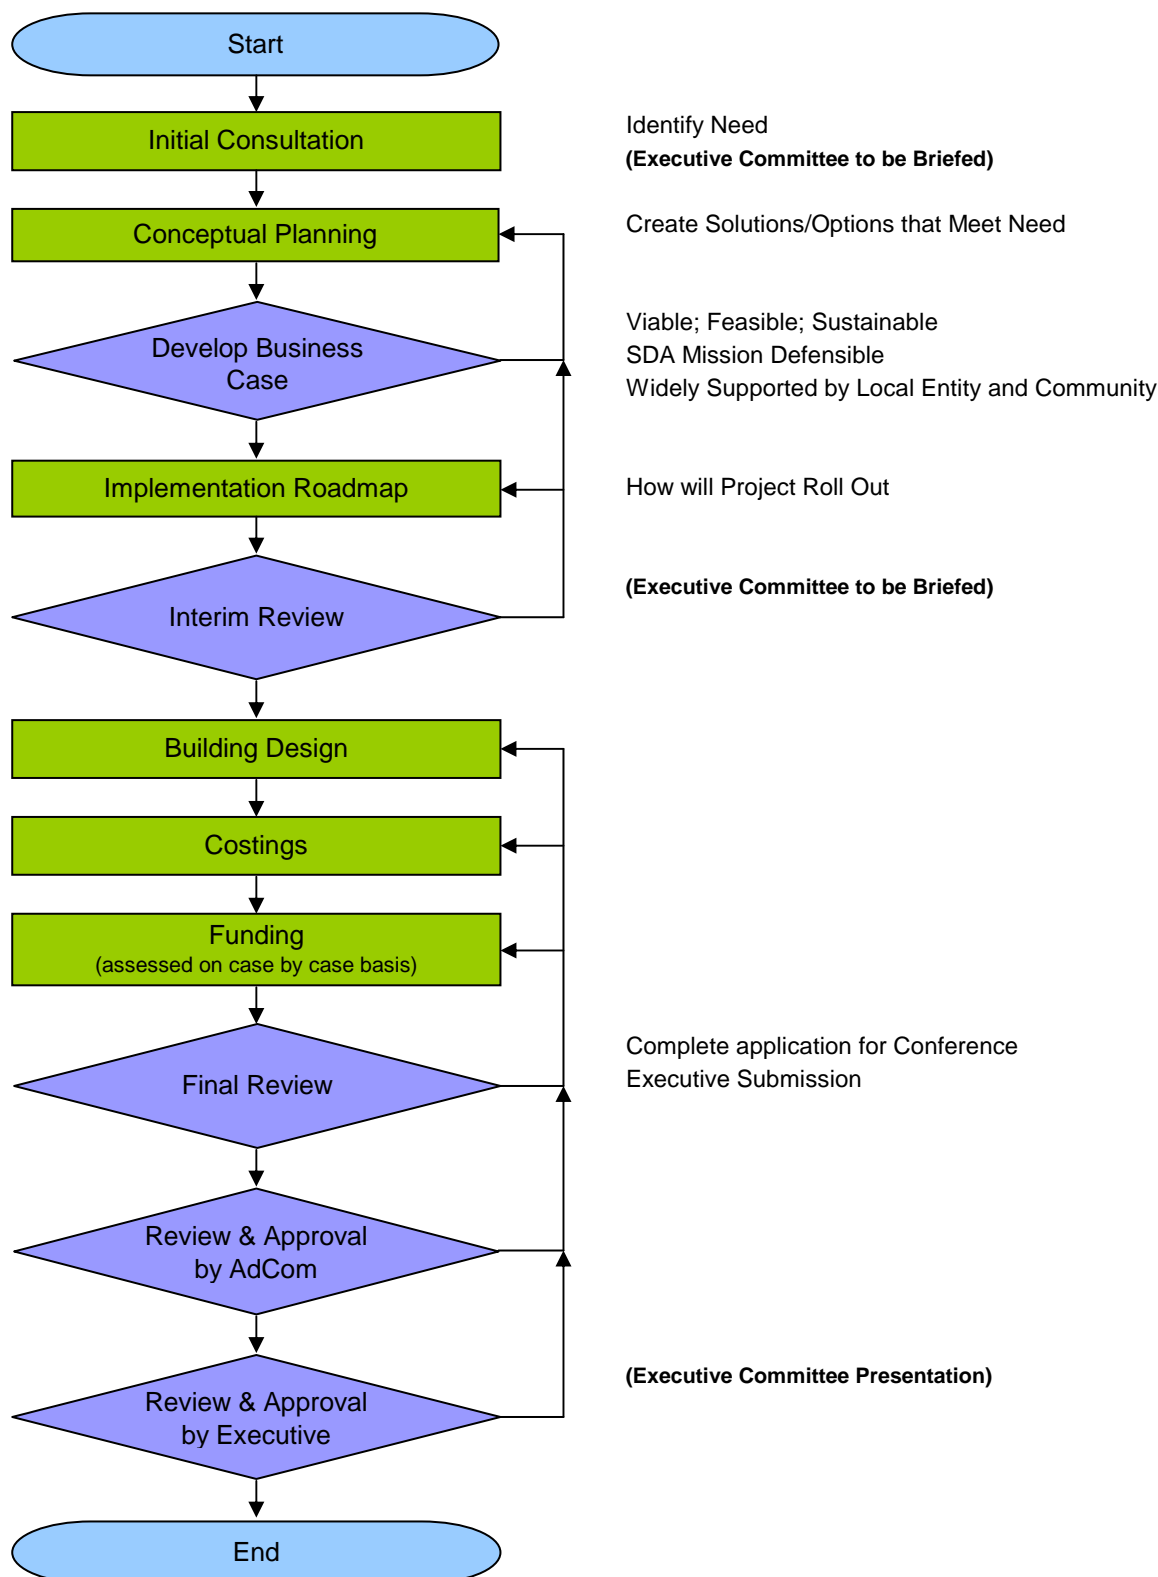 Start
Initial Consultation
Identify Need
(Executive Committee to be Briefed)
Conceptual Planning
Create Solutions/Options that Meet Need
Develop Business
Case
Viable; Feasible; Sustainable
SDA Mission Defensible
Widely Supported by Local Entity and Community
Implementation Roadmap
How will Project Roll Out
Interim Review
(Executive Committee to be Briefed)
Building Design
Costings
Funding
(assessed on case by case basis)
Final Review
Complete application for Conference
Executive Submission
Review & Approval
by AdCom
Review & Approval
by Executive
(Executive Committee Presentation)
End